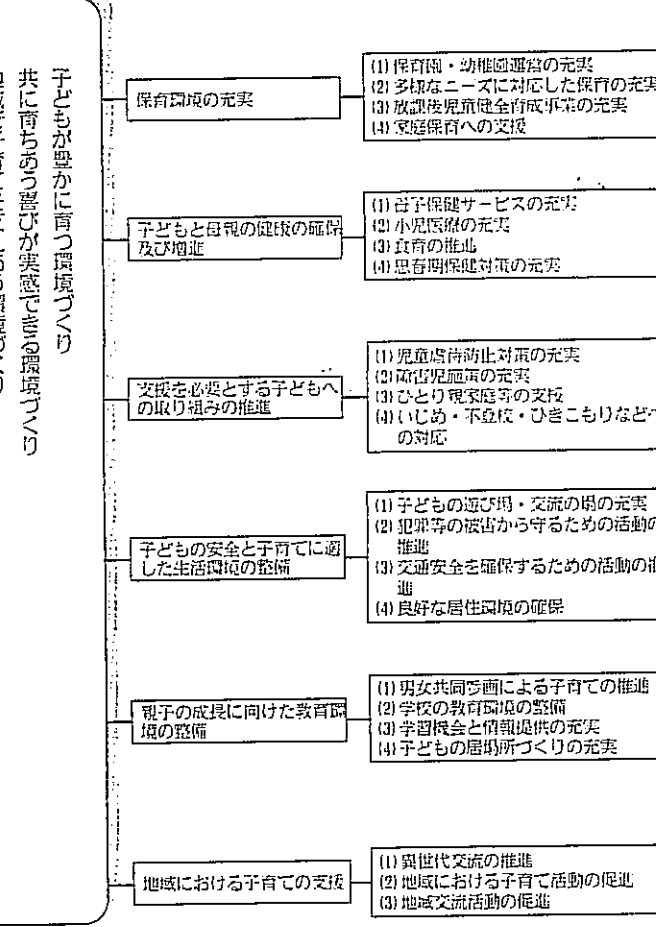 子どもが豊かに育つ環境づくり
共に育ちあう喜びが実感できる環境づくり
保育環境の充実
(1) 保育園・幼稚園運営の充実
(2) 多様なニーズに対応した保育の充実
(3) 放課後児童健全育成事業の充実
(4) 家庭保育への支援
子どもと母親の健康の確保
及び増進
(1) 母子保健サービスの充実
(2) 小児医療の充実
(3) 食育の推進
(4) 思春期保健対策の充実
支援を必要とする子どもへ
の取り組みの推進
(1) 児童虐待防止対策の充実
(2) 障害児施策の充実
(3) ひとり親家庭等の支援
(4) いじめ・不登校・ひきこもりなどへ
の対応
子どもの安全と子育てに適
した生活環境の整備
(1) 子どもの遊び場・交流の場の充実
(2) 犯罪等の被害から守るための活動の
推進
(3) 交通安全を確保するための活動の推
進
(4) 良好な居住環境の確保
親子の成長に向けた教育環
境の整備
(1) 男女共同参画による子育ての推進
(2) 学校の教育環境の整備
(3) 学習機会と情報提供の充実
(4) 子どもの居場所づくりの充実
地域における子育ての支援
(1) 異世代交流の推進
(2) 地域における子育て活動の促進
(3) 地域交流活動の促進